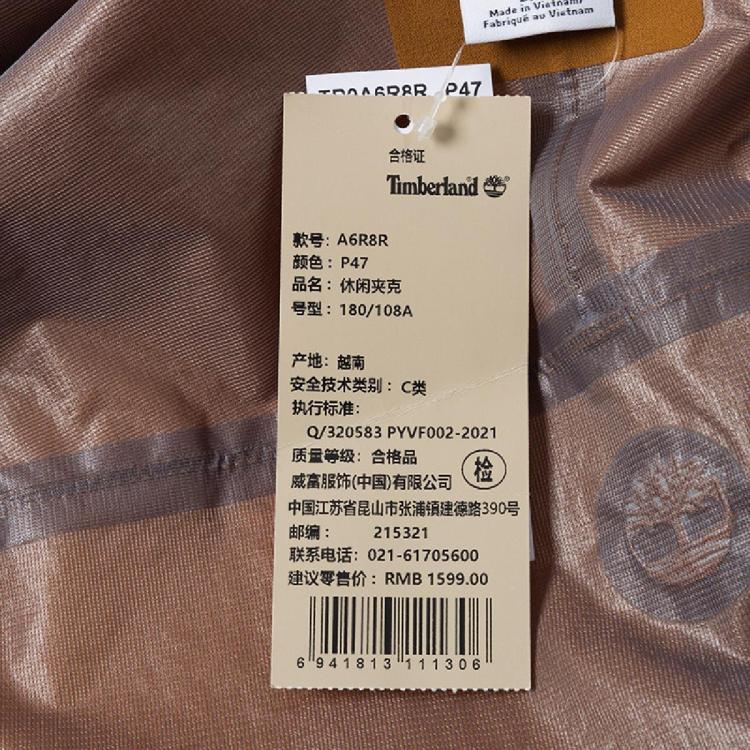 Made in Vietnam/
Fabriqué au Vietnam
TB0A6R8R P47
合格证
Timberland
款号: A6R8R
颜色: P47
品名: 休闲夹克
号型: 180/108A
产地: 越南
安全技术类别: C类
执行标准:
Q/320583 PYVF002-2021
质量等级: 合格品
检
威富服饰(中国)有限公司
中国江苏省昆山市张浦镇建德路390号
邮编: 215321
联系电话: 021-61705600
建议零售价: RMB 1599.00
6 941813 111306